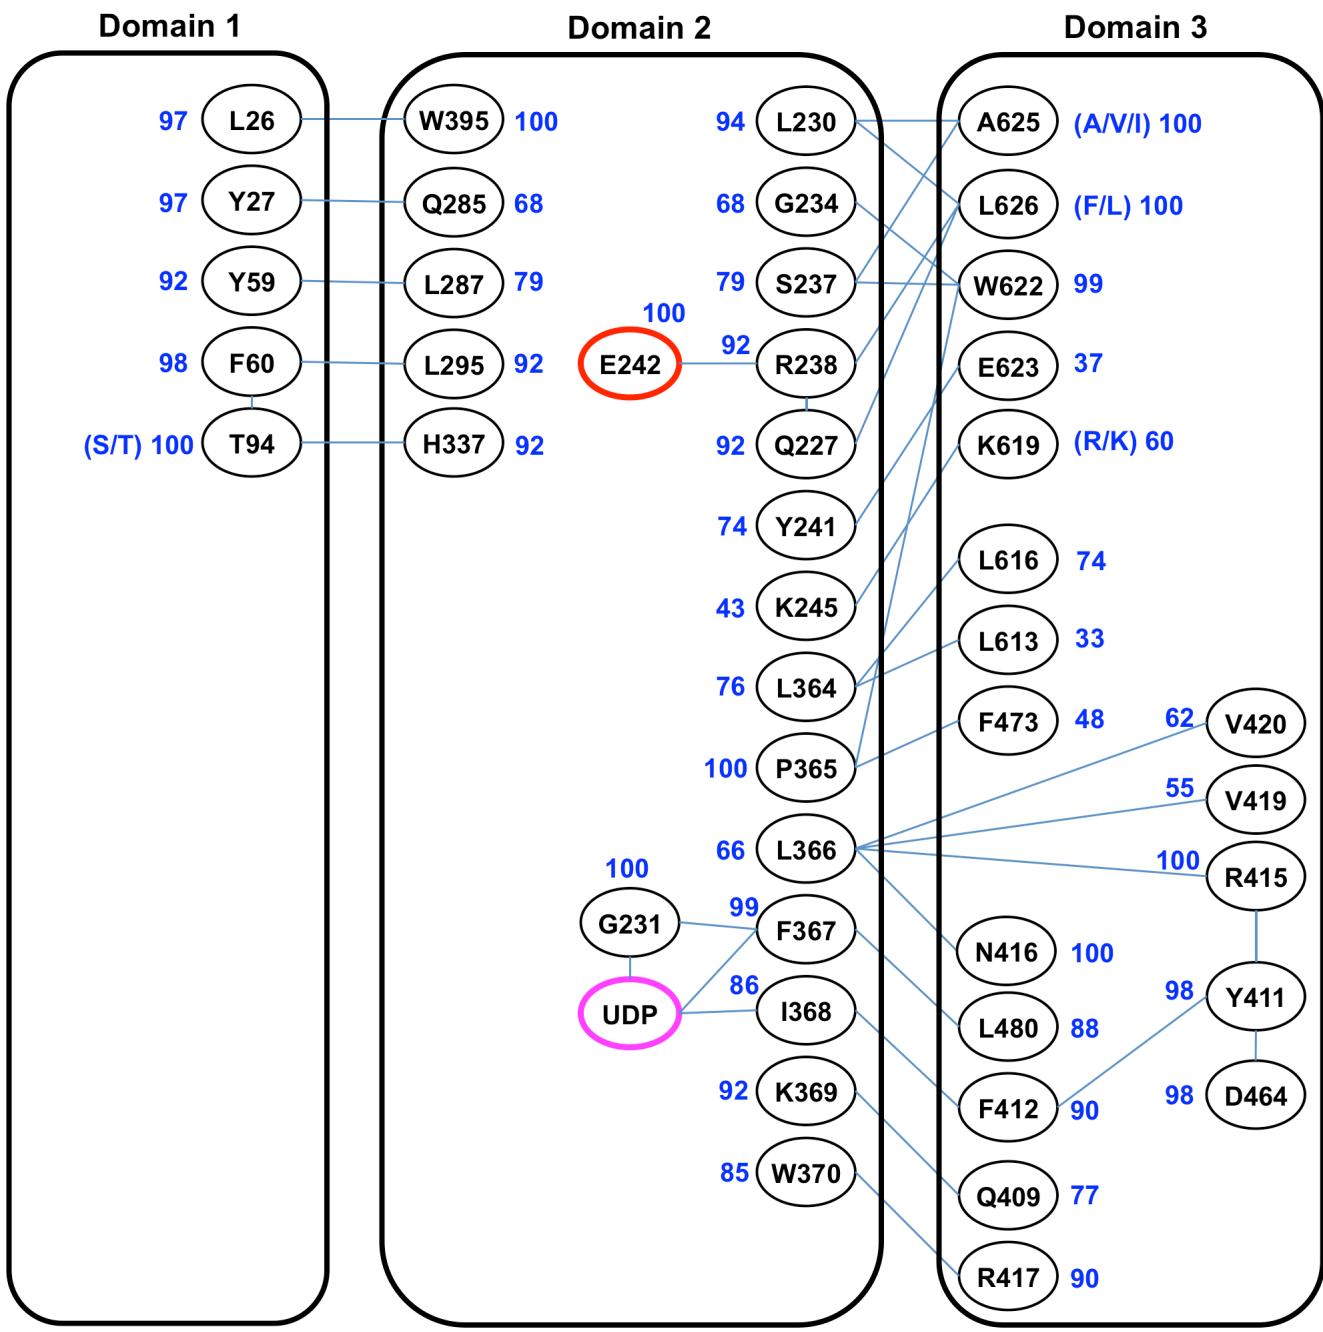 Domain 1 Domain 2 Domain 3
97 L26 W395 100 94 L230 A625 (A/V/I) 100
97 Y27 Q285 68 68 G234 L626 (F/L) 100
92 Y59 L287 79 79 S237 W622 99
100
98 F60 L295 92 E242 92 R238 E623 37
(S/T) 100 T94 H337 92 92 Q227 K619 (R/K) 60
74 Y241
L616 74
43 K245
L613 33
76 L364
F473 48 62 V420
100 P365
55 V419
66 L366
100 100 R415
G231 99 F367
N416 100
86 98 Y411
UDP I368 L480 88
92 K369 F412 90 98 D464
85 W370 Q409 77
R417 90